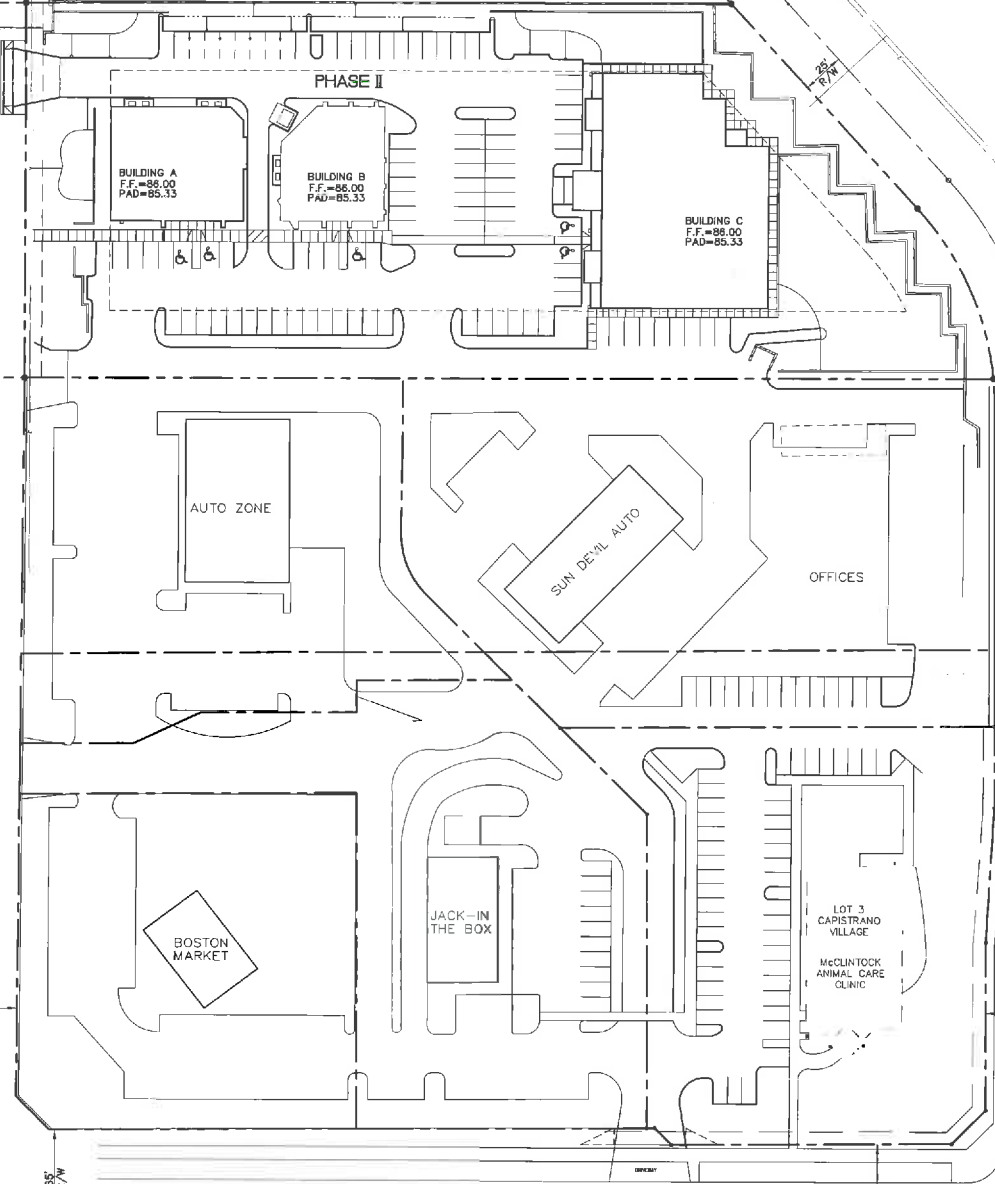 25'
R/W
PHASE II
BUILDING A
F.F.=86.00
PAD=85.33
BUILDING B
F.F.=86.00
PAD=85.33
BUILDING C
F.F.=86.00
PAD=85.33
AUTO ZONE
SUN DEVIL AUTO
OFFICES
BOSTON
MARKET
JACK-IN
THE BOX
LOT 3
CAPISTRANO
VILLAGE
McCLINTOCK
ANIMAL CARE
CLINIC
R/W
DRIVEWAY